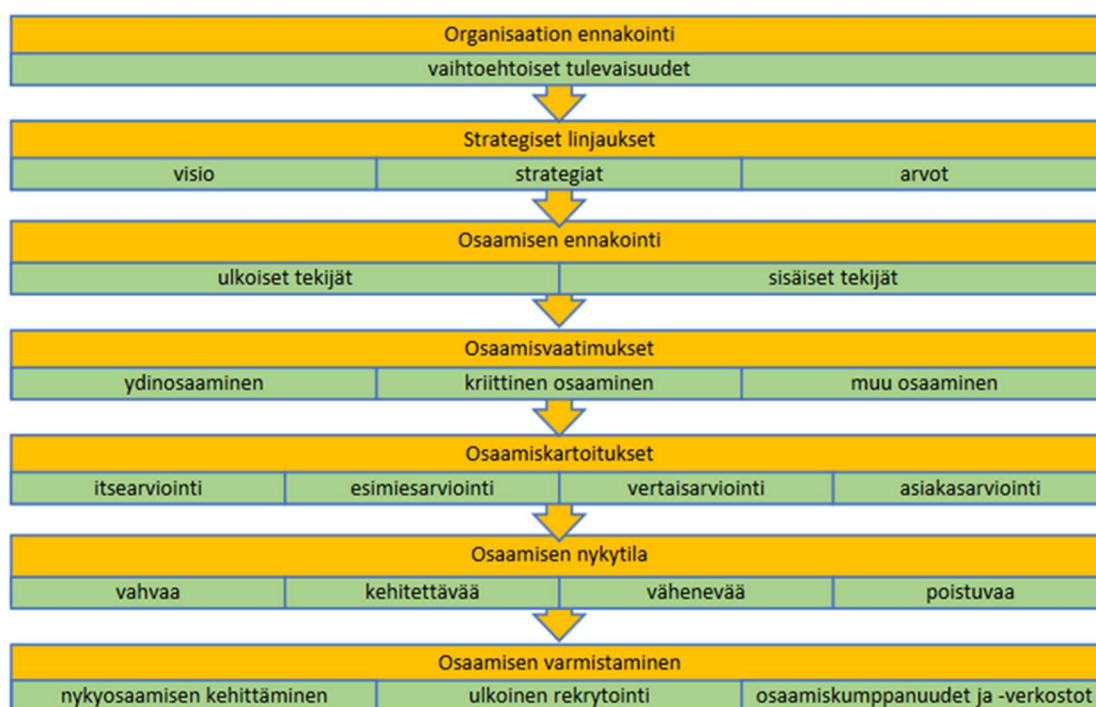 Organisaation ennakointi
vaihtoehtoiset tulevaisuudet
Strategiset linjaukset
visio strategiat arvot
Osaamisen ennakointi
ulkoiset tekijät sisäiset tekijät
Osaamisvaatimukset
ydinosaaminen kriittinen osaaminen muu osaaminen
Osaamiskartoitukset
itsearviointi esimiesarviointi vertaisarviointi asiakasarviointi
Osaamisen nykytila
vahvaa kehitettävää vähenevää poistuvaa
Osaamisen varmistaminen
nykyosaamisen kehittäminen ulkoinen rekrytointi osaamiskumppanuudet ja -verkostot